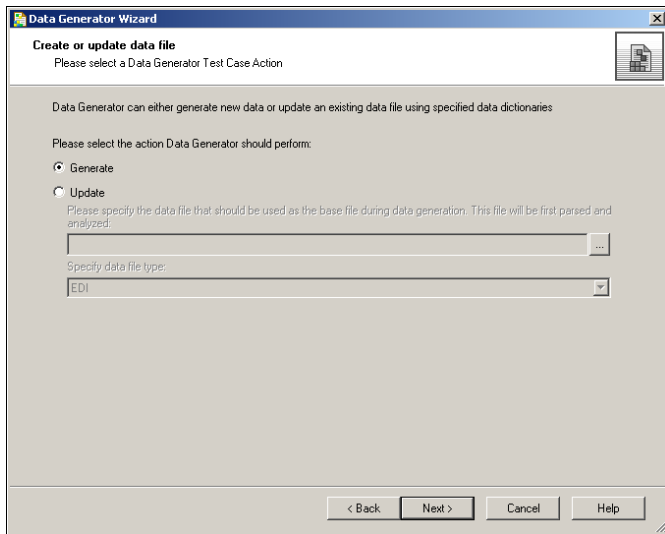 Data Generator Wizard
Create or update data file
Please select a Data Generator Test Case Action
Data Generator can either generate new data or update an existing data file using specified data dictionaries
Please select the action Data Generator should perform:
Generate
Update
Please specify the data file that should be used as the base file during data generation. This file will be first parsed and
analyzed:
...
Specify data file type:
EDI
< Back
Next >
Cancel
Help